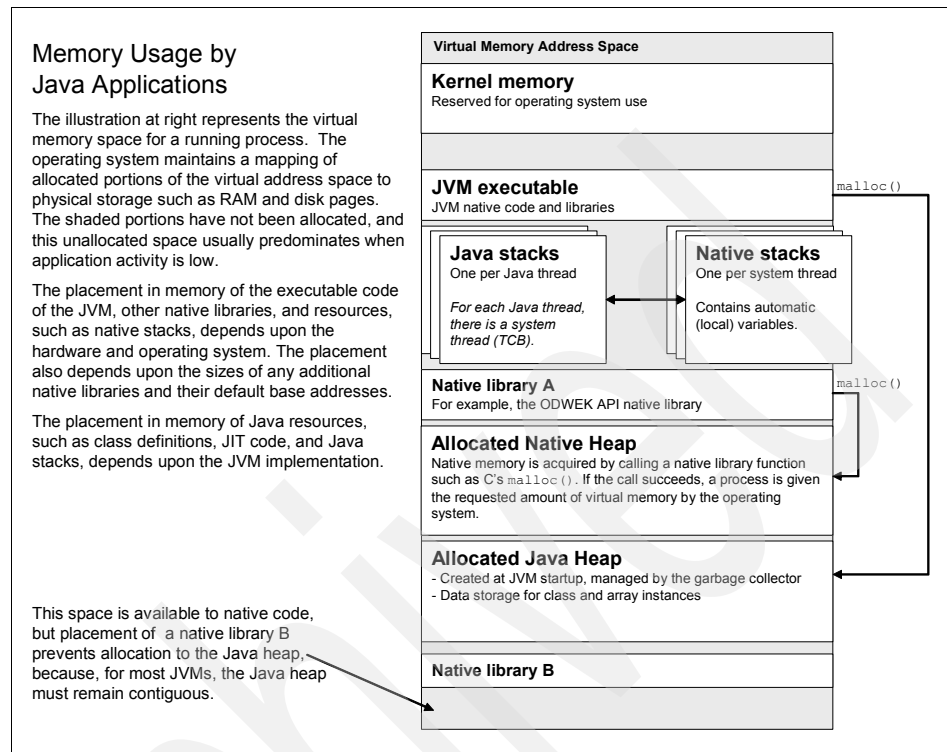 Memory Usage by
Java Applications
The illustration at right represents the virtual
memory space for a running process. The
operating system maintains a mapping of
allocated portions of the virtual address space to
physical storage such as RAM and disk pages.
The shaded portions have not been allocated, and
this unallocated space usually predominates when
application activity is low.
The placement in memory of the executable code
of the JVM, other native libraries, and resources,
such as native stacks, depends upon the
hardware and operating system. The placement
also depends upon the sizes of any additional
native libraries and their default base addresses.
The placement in memory of Java resources,
such as class definitions, JIT code, and Java
stacks, depends upon the JVM implementation.
This space is available to native code,
but placement of a native library B
prevents allocation to the Java heap,
because, for most JVMs, the Java heap
must remain contiguous.
Virtual Memory Address Space
Kernel memory
Reserved for operating system use
JVM executable
JVM native code and libraries
malloc()
Java stacks
One per Java thread
For each Java thread,
there is a system
thread (TCB).
Native stacks
One per system thread
Contains automatic
(local) variables.
Native library A
For example, the ODWEK API native library
malloc()
Allocated Native Heap
Native memory is acquired by calling a native library function
such as C's malloc(). If the call succeeds, a process is given
the requested amount of virtual memory by the operating
system.
Allocated Java Heap
- Created at JVM startup, managed by the garbage collector
- Data storage for class and array instances
Native library B